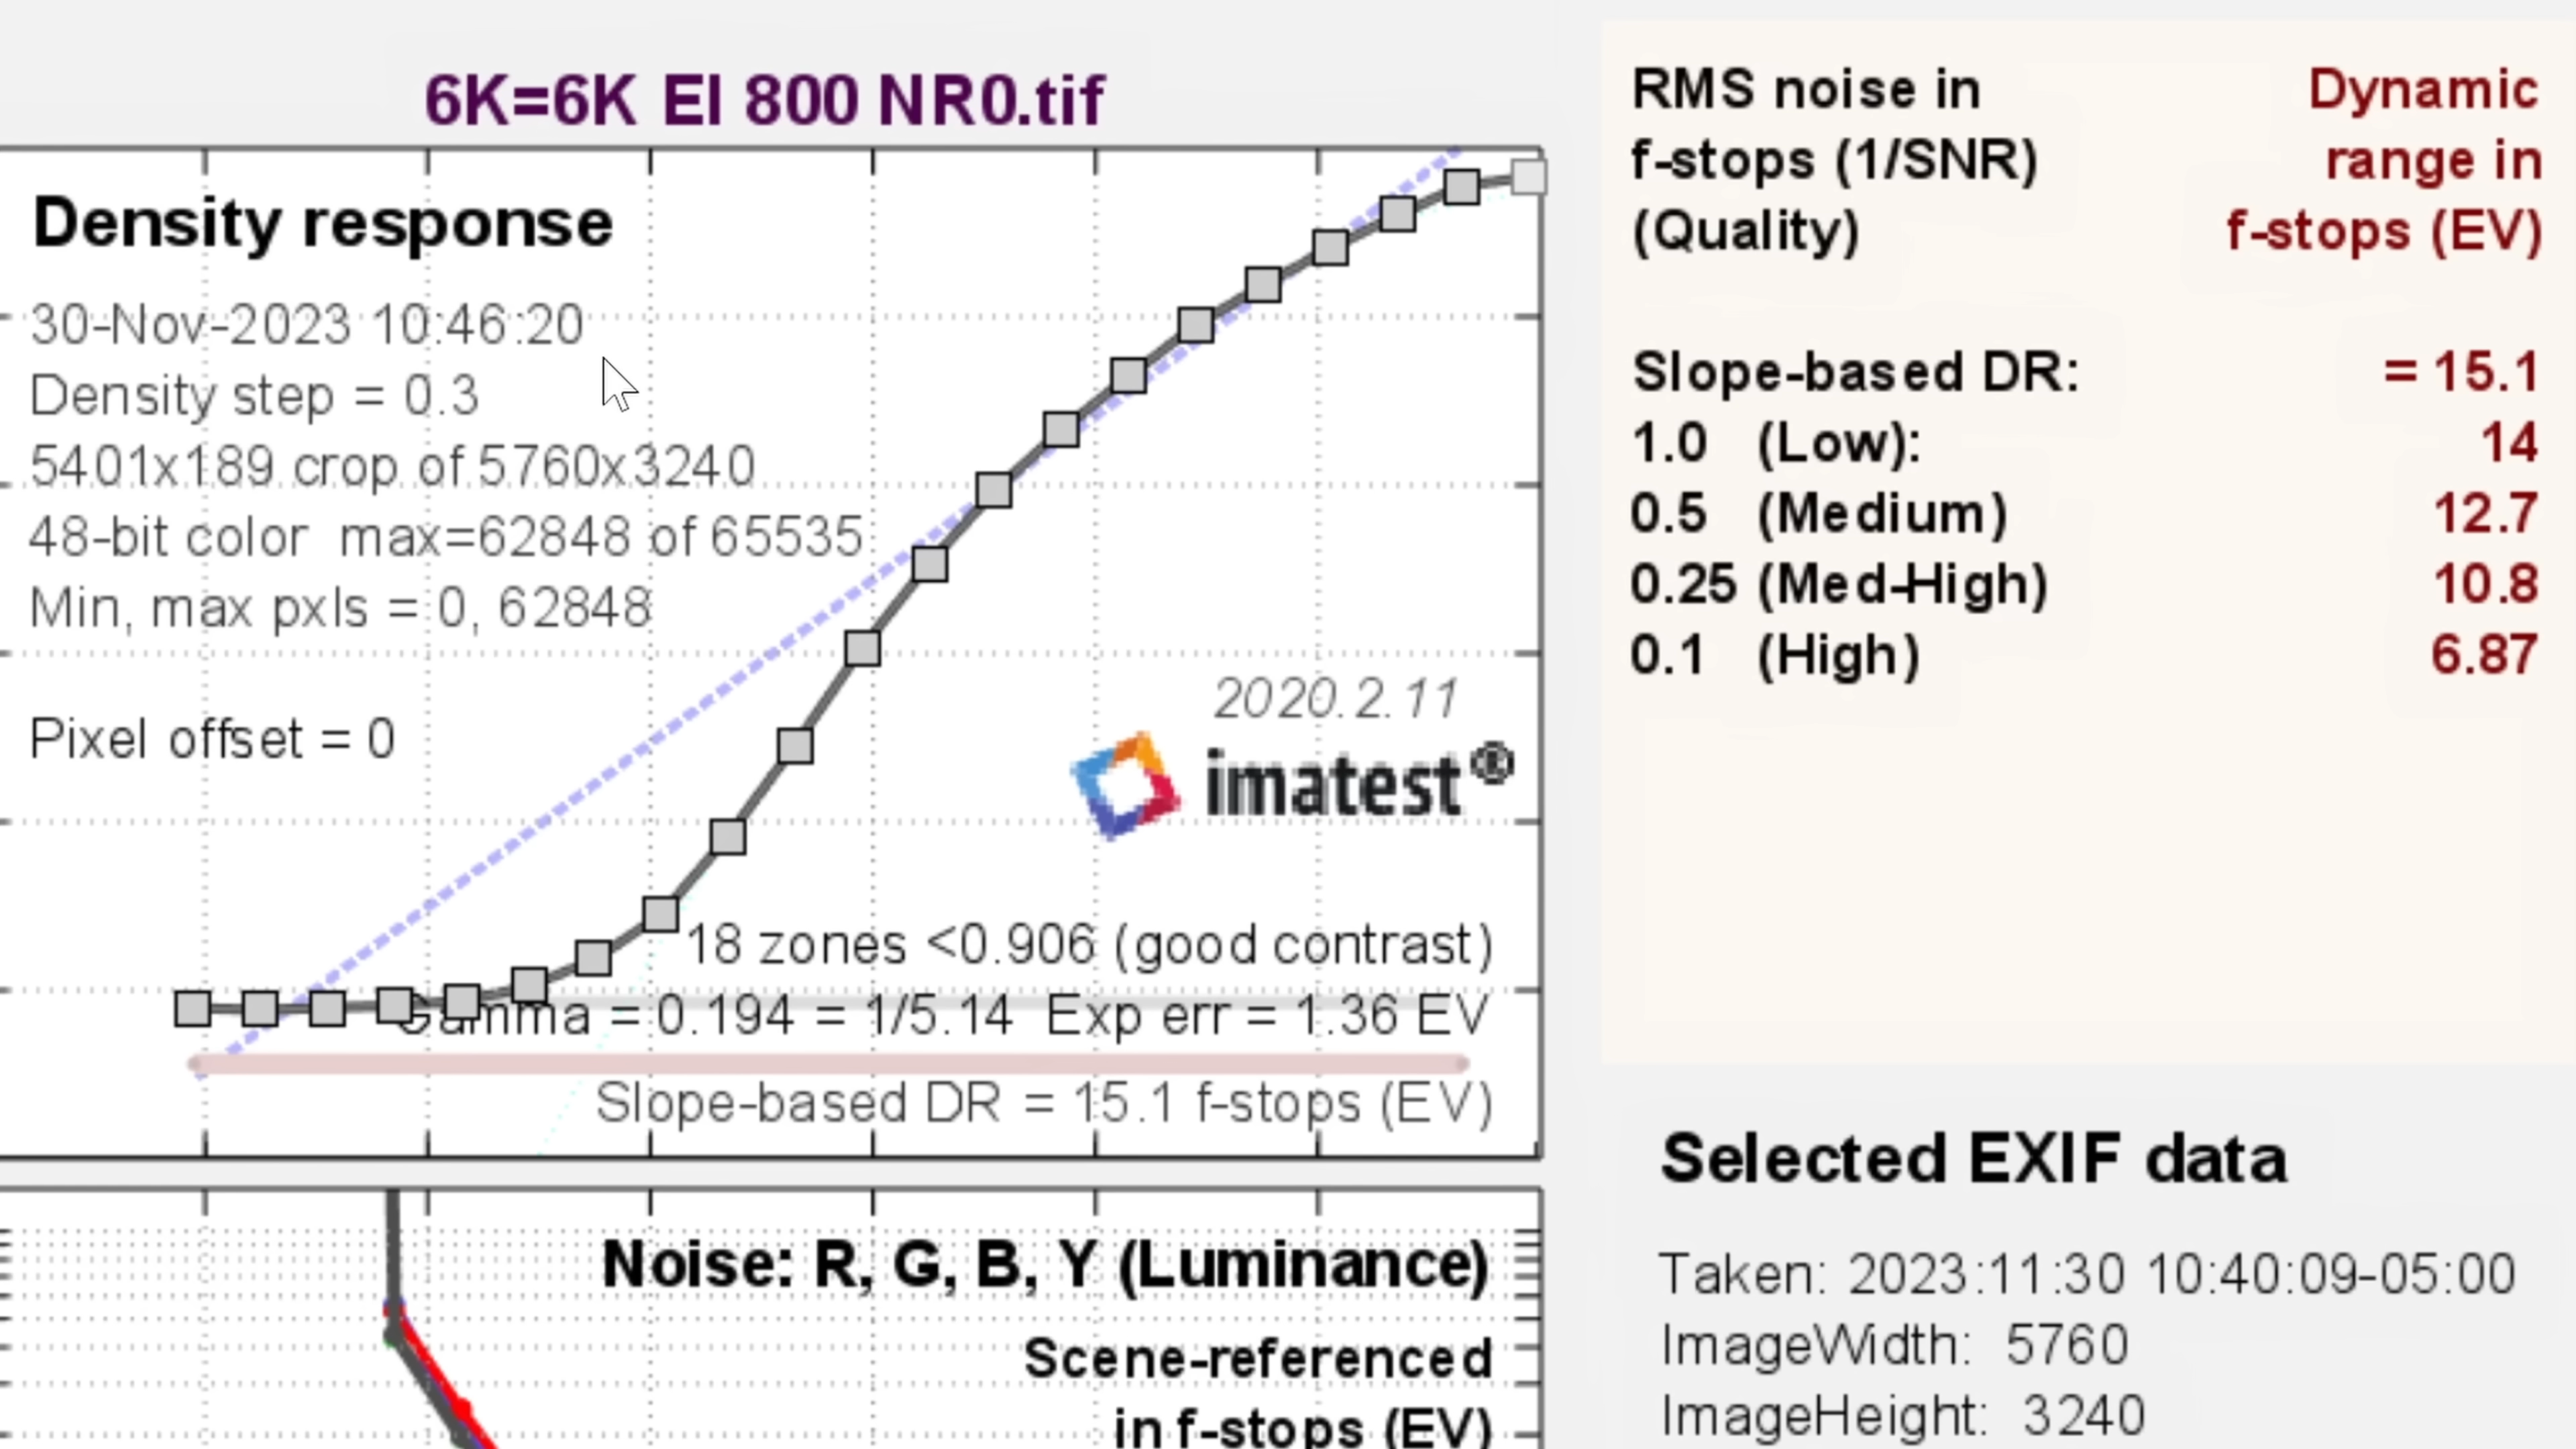 6K=6K EI 800 NR0.tif
Density response
30-Nov-2023 10:46:20
Density step = 0.3
5401x189 crop of 5760x3240
48-bit color max=62848 of 65535
Min, max pxls = 0, 62848
Pixel offset = 0
2020.2.11
imatest®
18 zones <0.906 (good contrast)
Gamma = 0.194 = 1/5.14 Exp err = 1.36 EV
Slope-based DR = 15.1 f-stops (EV)
Noise: R, G, B, Y (Luminance)
Scene-referenced
in f-stops (EV)
RMS noise in Dynamic
f-stops (1/SNR) range in
(Quality) f-stops (EV)
Slope-based DR: = 15.1
1.0 (Low): 14
0.5 (Medium) 12.7
0.25 (Med-High) 10.8
0.1 (High) 6.87
Selected EXIF data
Taken: 2023:11:30 10:40:09-05:00
ImageWidth: 5760
ImageHeight: 3240